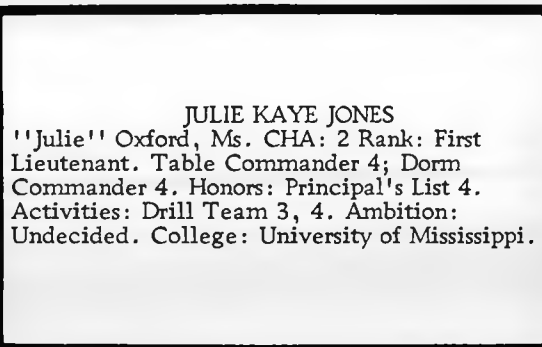 JULIE KAYE JONES
''Julie'' Oxford, Ms. CHA: 2 Rank: First
Lieutenant. Table Commander 4; Dorm
Commander 4. Honors: Principal's List 4.
Activities: Drill Team 3, 4. Ambition:
Undecided. College: University of Mississippi.